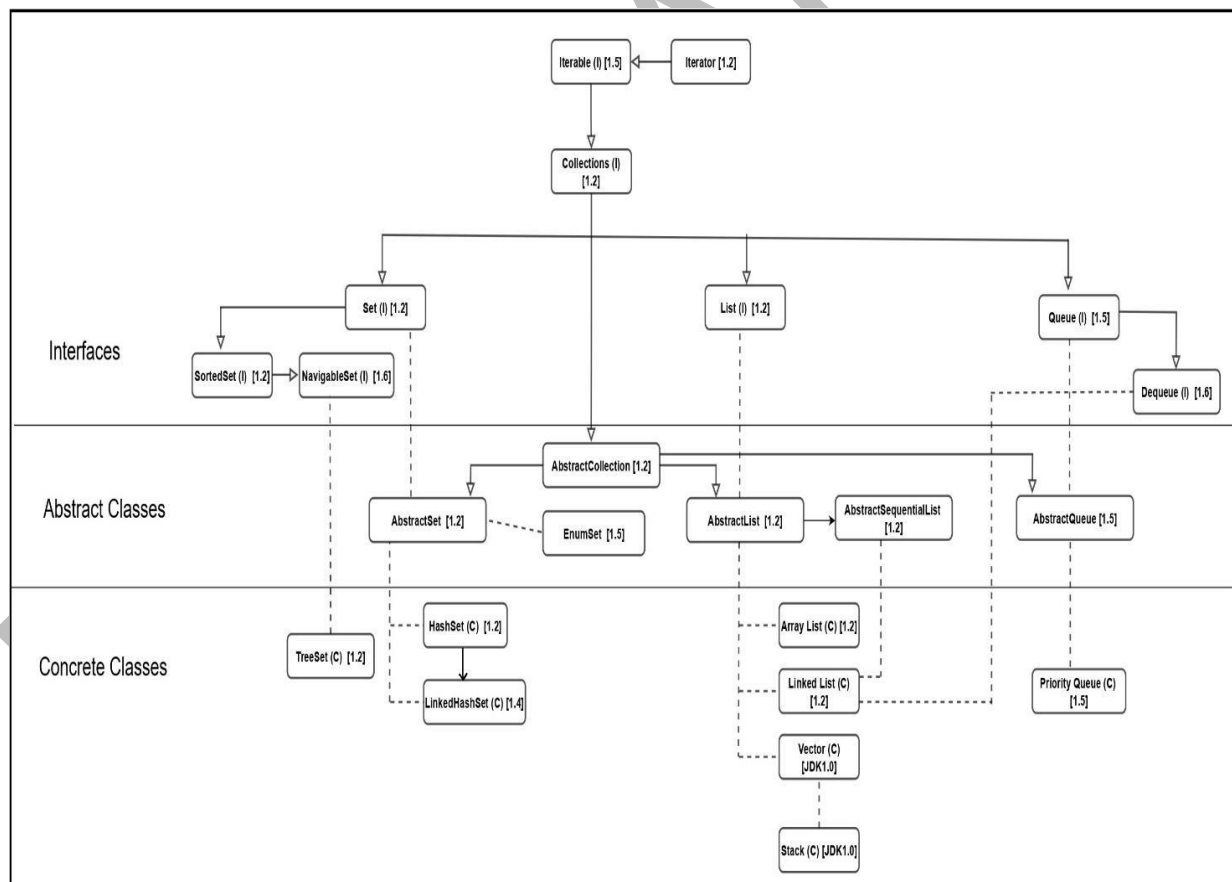 Iterable (I) [1.5]
Iterator [1.2]
Collections (I)
[1.2]
Set (I) [1.2]
List (I) [1.2]
Queue (I) [1.5]
Interfaces
SortedSet (I) [1.2]
NavigableSet (I) [1.6]
Dequeue (I) [1.6]
AbstractCollection [1.2]
Abstract Classes
AbstractSet [1.2]
EnumSet [1.5]
AbstractList [1.2]
AbstractSequentialList
[1.2]
AbstractQueue [1.5]
Concrete Classes
TreeSet (C) [1.2]
HashSet (C) [1.2]
LinkedHashSet (C) [1.4]
Array List (C) [1.2]
Linked List (C)
[1.2]
Priority Queue (C)
[1.5]
Vector (C)
[JDK1.0]
Stack (C) [JDK1.0]